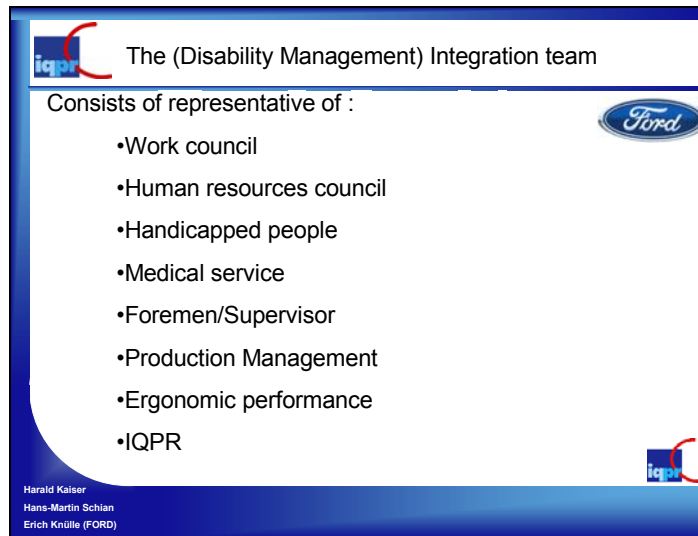 iqpr
The (Disability Management) Integration team
Consists of representative of :
Ford
•Work council
•Human resources council
•Handicapped people
•Medical service
•Foremen/Supervisor
•Production Management
•Ergonomic performance
•IQPR
iqpr
Harald Kaiser
Hans-Martin Schian
Erich Knülle (FORD)